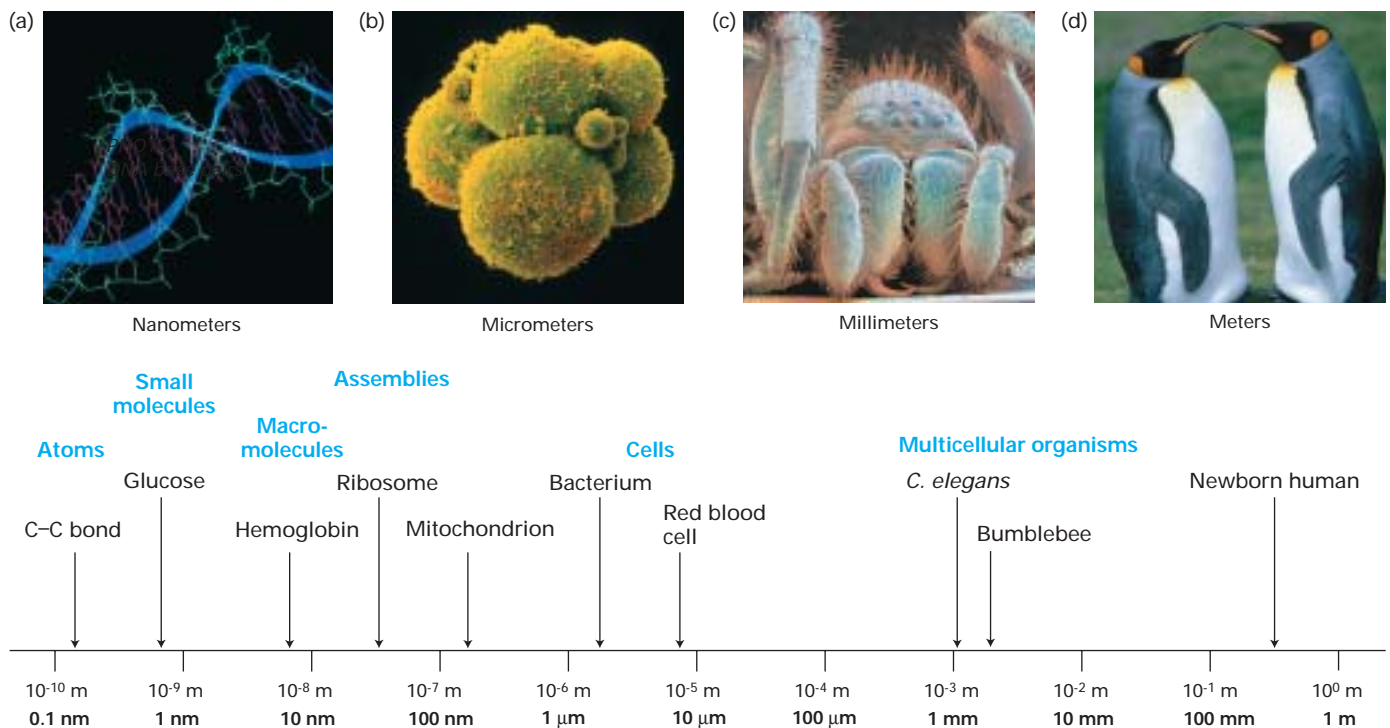 (a)
(b)
(c)
(d)
Nanometers
Micrometers
Millimeters
Meters
Small
molecules
Assemblies
Atoms
Macro-
molecules
Cells
Multicellular organisms
Glucose
Ribosome
Bacterium
C. elegans
Newborn human
C–C bond
Hemoglobin
Mitochondrion
Red blood
cell
Bumblebee
10⁻¹⁰ m
10⁻⁹ m
10⁻⁸ m
10⁻⁷ m
10⁻⁶ m
10⁻⁵ m
10⁻⁴ m
10⁻³ m
10⁻² m
10⁻¹ m
10⁰ m
0.1 nm
1 nm
10 nm
100 nm
1 μm
10 μm
100 μm
1 mm
10 mm
100 mm
1 m